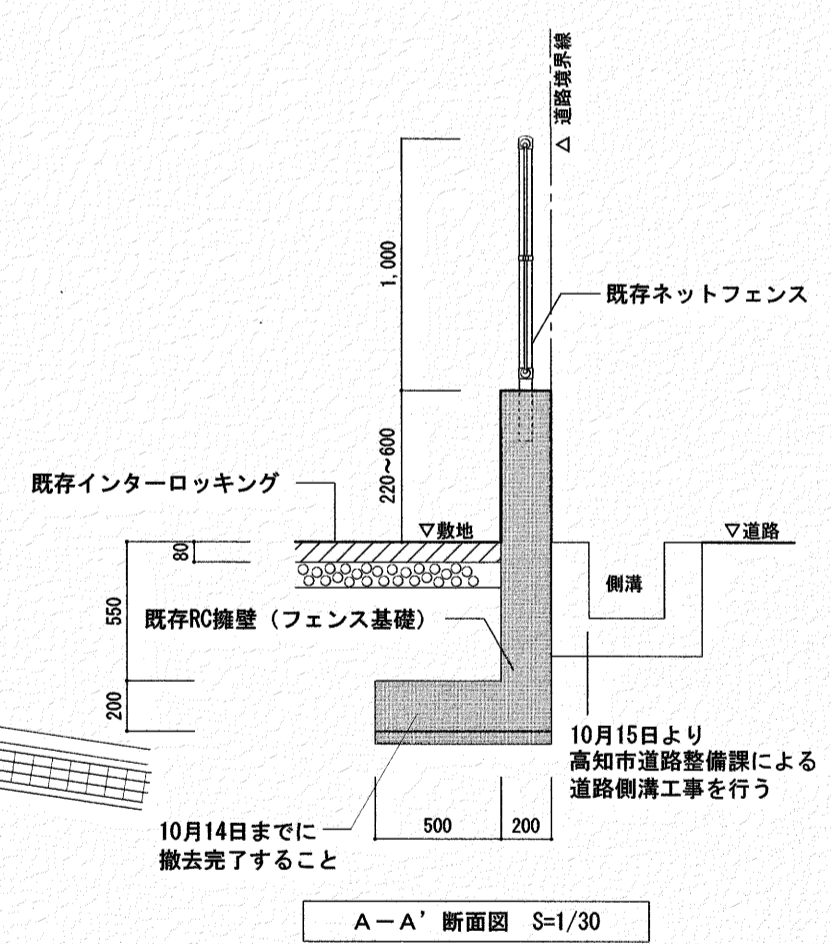 △ 道路境界線
1,000
既存ネットフェンス
220~600
既存インターロッキング
▽敷地
▽道路
80
側溝
550
既存RC擁壁（フェンス基礎）
200
10月15日より
高知市道路整備課による
道路側溝工事を行う
500
200
10月14日までに
撤去完了すること
A－A’断面図 S=1/30